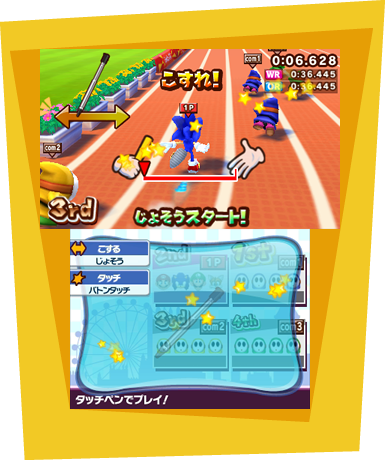 com1
0:06.628
WR 0:36.445
OR 0:36.445
こすれ!
1P
com2
3rd
じょそうスタート!
こする
じょそう
タッチ
バトンタッチ
2nd
1P
1st
3rd
com2
4th
com3
タッチペンでプレイ!